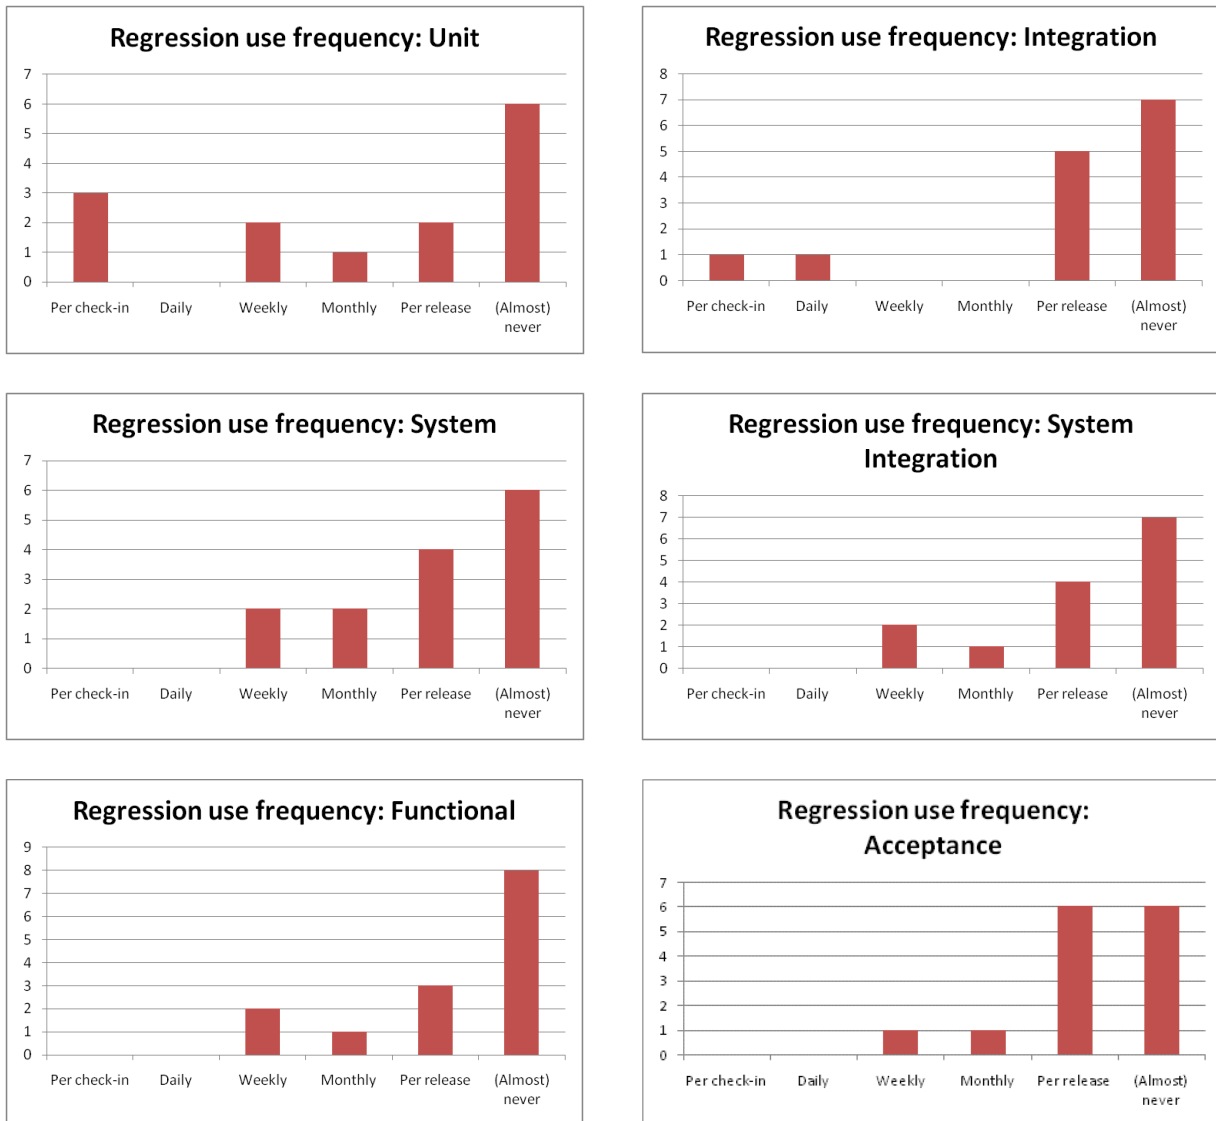 Regression use frequency: Unit
7
6
5
4
3
2
1
0
Per check-in Daily Weekly Monthly Per release (Almost)
never
Regression use frequency: Integration
8
7
6
5
4
3
2
1
0
Per check-in Daily Weekly Monthly Per release (Almost)
never
Regression use frequency: System
7
6
5
4
3
2
1
0
Per check-in Daily Weekly Monthly Per release (Almost)
never
Regression use frequency: System
Integration
8
7
6
5
4
3
2
1
0
Per check-in Daily Weekly Monthly Per release (Almost)
never
Regression use frequency: Functional
9
8
7
6
5
4
3
2
1
0
Per check-in Daily Weekly Monthly Per release (Almost)
never
Regression use frequency:
Acceptance
7
6
5
4
3
2
1
0
Per check-in Daily Weekly Monthly Per release (Almost)
never